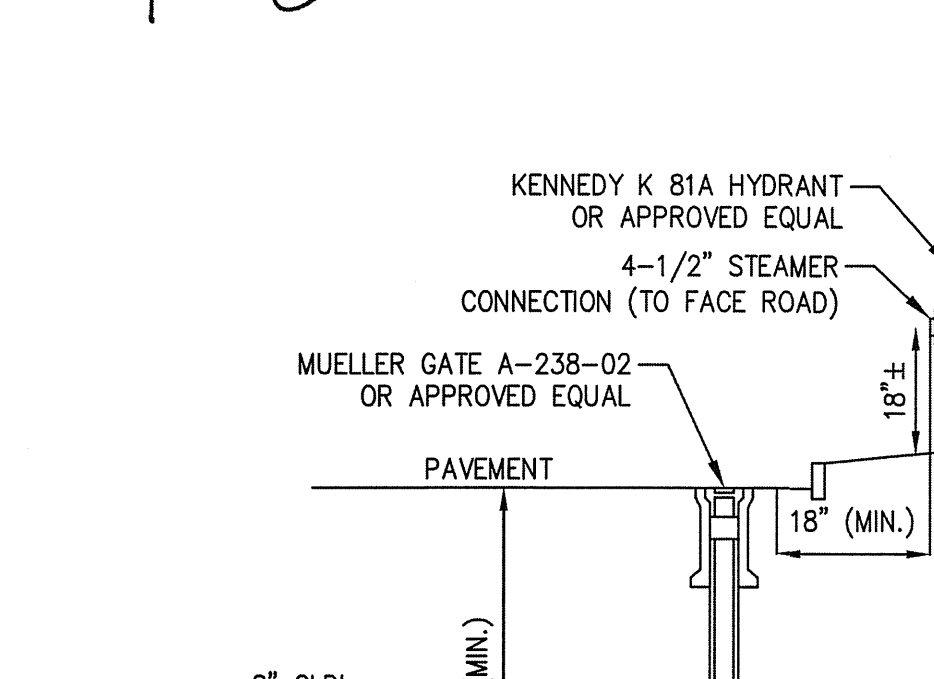 KENNEDY K 81A HYDRANT
OR APPROVED EQUAL
4-1/2" STEAMER
CONNECTION (TO FACE ROAD)
MUELLER GATE A-238-02
OR APPROVED EQUAL
18"±
PAVEMENT
18" (MIN.)
MIN.)